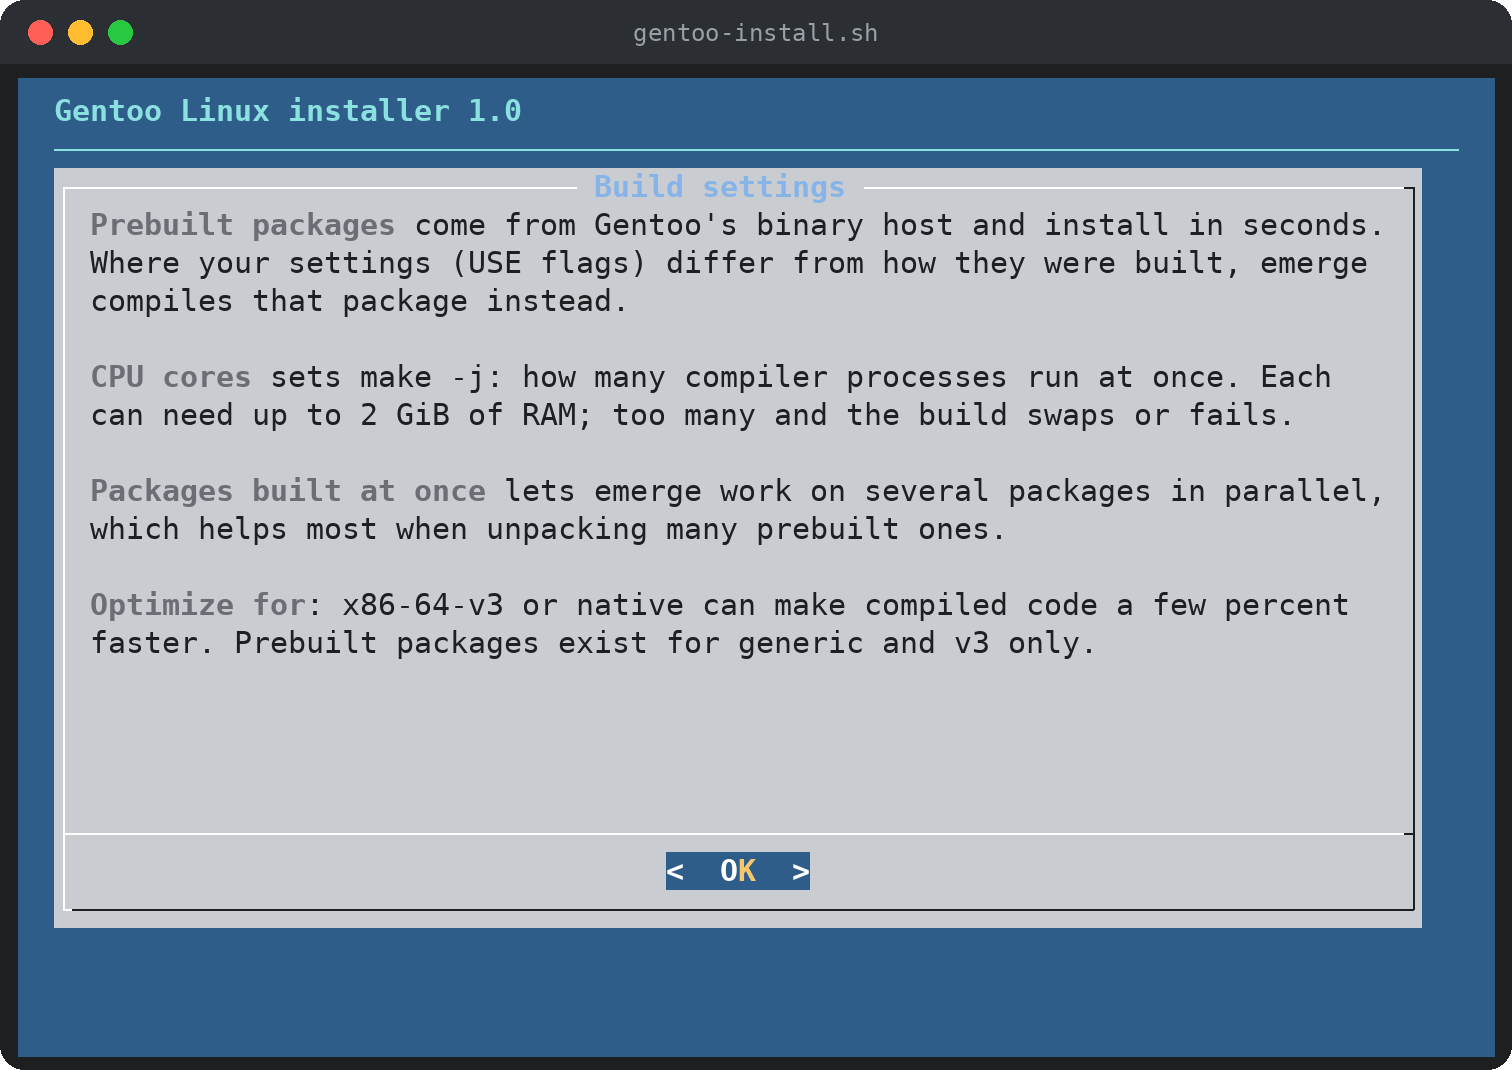 gentoo-install.sh
Gentoo Linux installer 1.0
Build settings
Prebuilt packages come from Gentoo's binary host and install in seconds.
Where your settings (USE flags) differ from how they were built, emerge
compiles that package instead.
CPU cores sets make -j: how many compiler processes run at once. Each
can need up to 2 GiB of RAM; too many and the build swaps or fails.
Packages built at once lets emerge work on several packages in parallel,
which helps most when unpacking many prebuilt ones.
Optimize for: x86-64-v3 or native can make compiled code a few percent
faster. Prebuilt packages exist for generic and v3 only.
<  OK  >